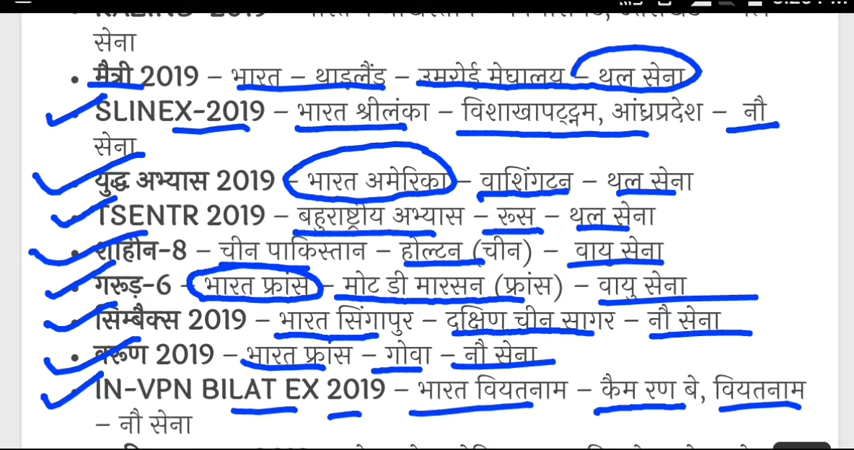 सेना
• मैत्री 2019 – भारत – थाइलैंड – उमरोई मेघालय – थल सेना
SLINEX-2019 – भारत श्रीलंका – विशाखापट्टनम, आंध्रप्रदेश – नौ
सेना
युद्ध अभ्यास 2019 – भारत अमेरिका – वाशिंगटन – थल सेना
TSENTR 2019 – बहुराष्ट्रीय अभ्यास – रूस – थल सेना
शाहीन-8 – चीन पाकिस्तान – होल्टन (चीन) – वायु सेना
गरूड़-6 – भारत फ्रांस – मोट डी मारसन (फ्रांस) – वायु सेना
सिम्बैक्स 2019 – भारत सिंगापुर – दक्षिण चीन सागर – नौ सेना
• वरूण 2019 – भारत फ्रांस – गोवा – नौ सेना
IN-VPN BILAT EX 2019 – भारत वियतनाम – कैम रण बे, वियतनाम
– नौ सेना